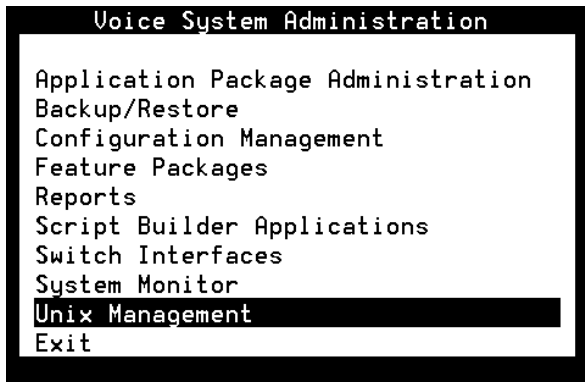 Voice System Administration
Application Package Administration
Backup/Restore
Configuration Management
Feature Packages
Reports
Script Builder Applications
Switch Interfaces
System Monitor
Unix Management
Exit